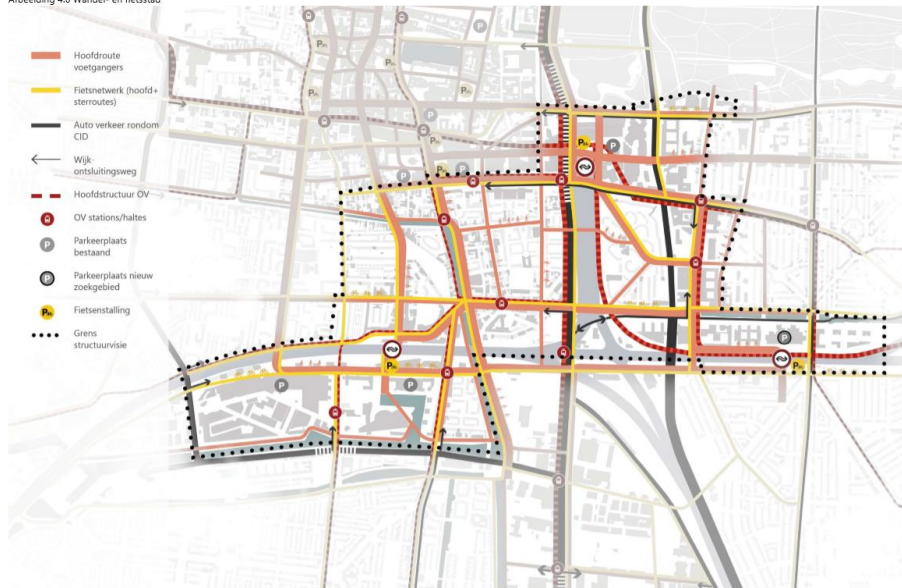 Afbeelding 4.6 Wandel- en fietsstad
Hoofdroute
voetgangers
Fietsnetwerk (hoofd+
sterroutes)
Auto verkeer rondom
CID
Wijk-
ontsluitingsweg
Hoofdstructuur OV
OV stations/haltes
P
Parkeerplaats
bestaand
P
Parkeerplaats nieuw
zoekgebied
Fietsenstalling
Grens
structuurvisie